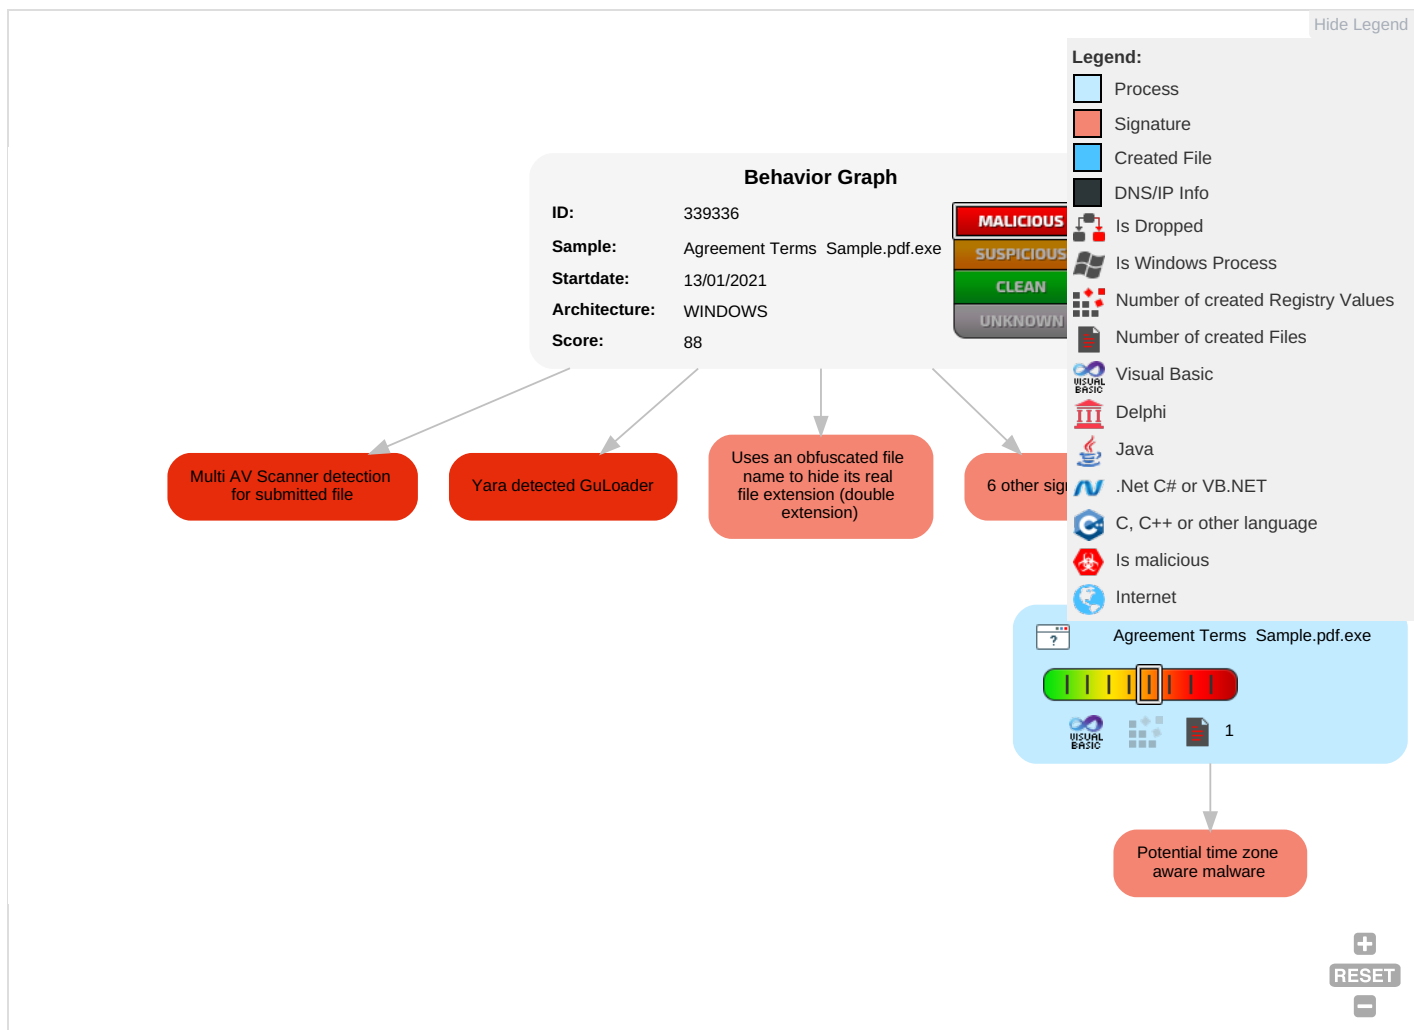 Hide Legend
Legend:
Process
Signature
Created File
DNS/IP Info
Is Dropped
Is Windows Process
Number of created Registry Values
Number of created Files
VISUAL BASIC
Visual Basic
Delphi
Java
.Net C# or VB.NET
C, C++ or other language
Is malicious
Internet
Behavior Graph
ID: 339336
Sample: Agreement Terms  Sample.pdf.exe
Startdate: 13/01/2021
Architecture: WINDOWS
Score: 88
MALICIOUS
SUSPICIOUS
CLEAN
UNKNOWN
Multi AV Scanner detection
for submitted file
Yara detected GuLoader
Uses an obfuscated file
name to hide its real
file extension (double
extension)
6 other sig
Agreement Terms  Sample.pdf.exe
?
VISUAL
BASIC
1
Potential time zone
aware malware
RESET